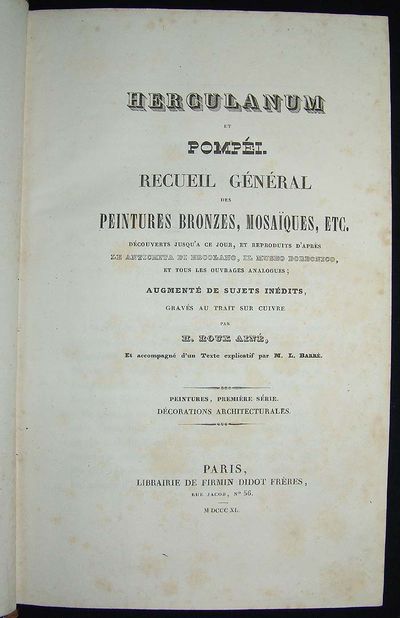 HERCULANUM
ET
POMPÉI.
RECUEIL GÉNÉRAL
DES
PEINTURES BRONZES, MOSAÏQUES, ETC.
DÉCOUVERTS JUSQU'A CE JOUR, ET REPRODUITS D'APRÈS
LE ANTICHITA DI ERCOLANO, IL MUSEO BORBONICO,
ET TOUS LES OUVRAGES ANALOGUES;
AUGMENTÉ DE SUJETS INÉDITS,
GRAVÉS AU TRAIT SUR CUIVRE
PAR
H. ROUX AINÉ,
Et accompagné d'un Texte explicatif par M. L. BARRÉ.
PEINTURES, PREMIÈRE SÉRIE.
DÉCORATIONS ARCHITECTURALES.
PARIS,
LIBRAIRIE DE FIRMIN DIDOT FRÈRES,
RUE JACOB, No 56.
M DCCC XL.